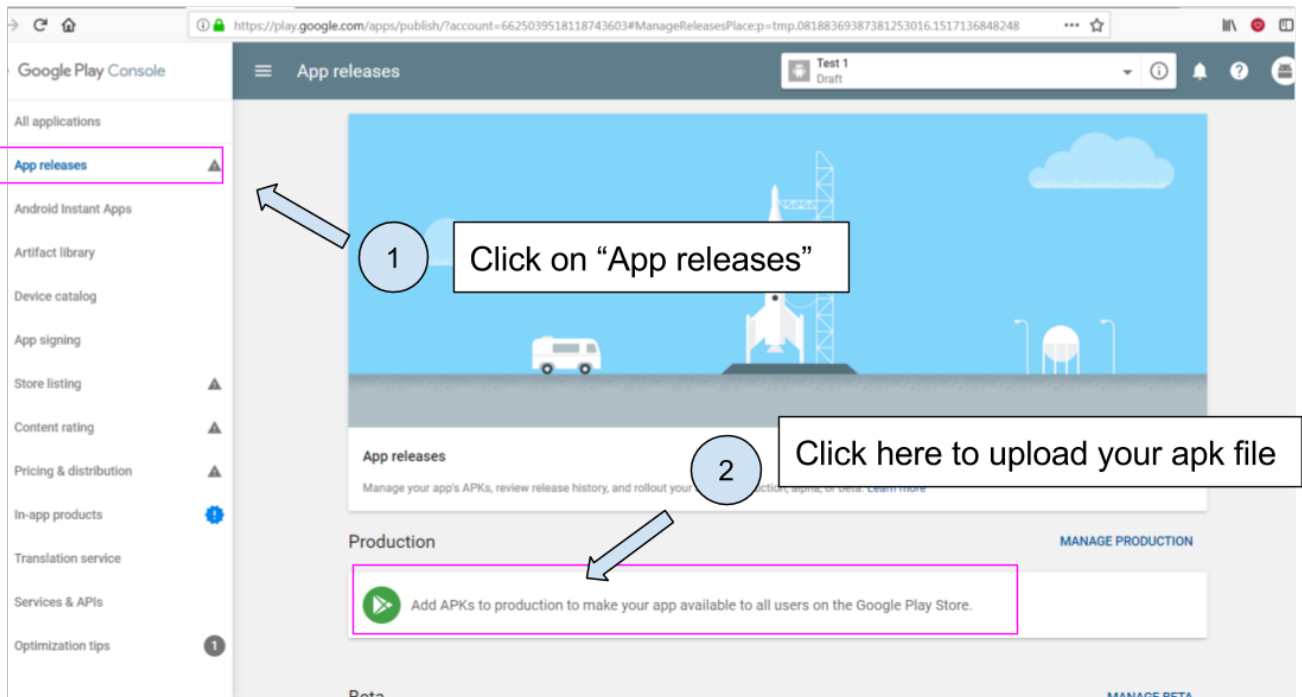 https://play.google.com/apps/publish/?account=6625039518118743603#ManageReleasesPlace:p=tmp.08188369387381253016.1517136848248
Google Play Console
App releases
Test 1
Draft
All applications
App releases
Android Instant Apps
Artifact library
Device catalog
App signing
Store listing
Content rating
Pricing & distribution
In-app products
Translation service
Services & APIs
Optimization tips
1
1
Click on “App releases”
2
Click here to upload your apk file
App releases
Manage your app's APKs, review release history, and rollout your alpha, or beta. Learn more
Production
MANAGE PRODUCTION
Add APKs to production to make your app available to all users on the Google Play Store.
Beta
MANAGE BETA